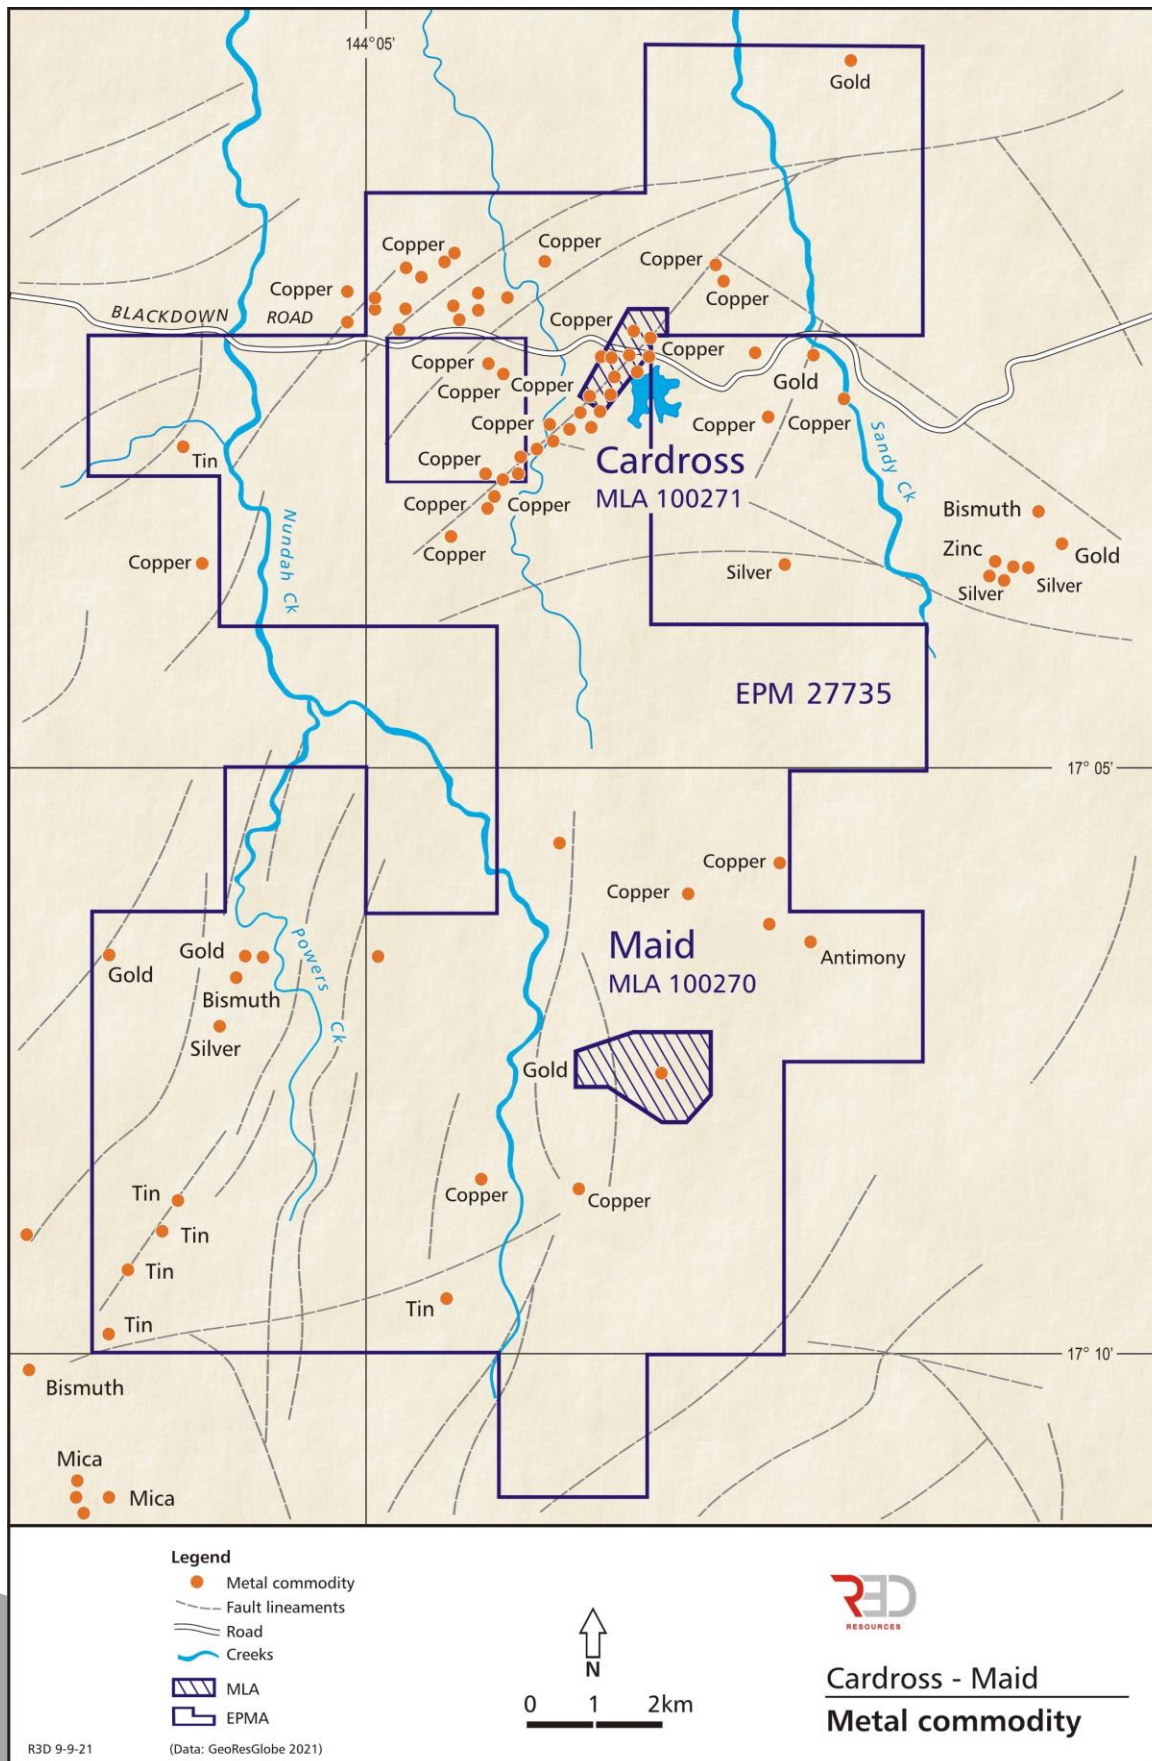 144°05'
Gold
Copper
Copper
Copper
Copper
Copper
BLACKDOWN ROAD
Copper
Copper
Copper
Gold
Copper
Copper
Copper
Copper
Copper
Copper
Sandy Ck
Tin
Copper
Cardross
MLA 100271
Copper
Copper
Bismuth
Nundah Ck
Copper
Zinc
Gold
Copper
Silver
Silver
Silver
EPM 27735
17° 05'
Copper
Copper
Powers Ck
Maid
MLA 100270
Gold
Gold
Antimony
Bismuth
Silver
Gold
Tin
Copper
Copper
Tin
Tin
Tin
Tin
17° 10'
Bismuth
Mica
Mica
Legend
Metal commodity
Fault lineaments
Road
Creeks
MLA
EPMA
N
0 1 2km
R3D
RESOURCES
Cardross - Maid
Metal commodity
R3D 9-9-21
(Data: GeoResGlobe 2021)